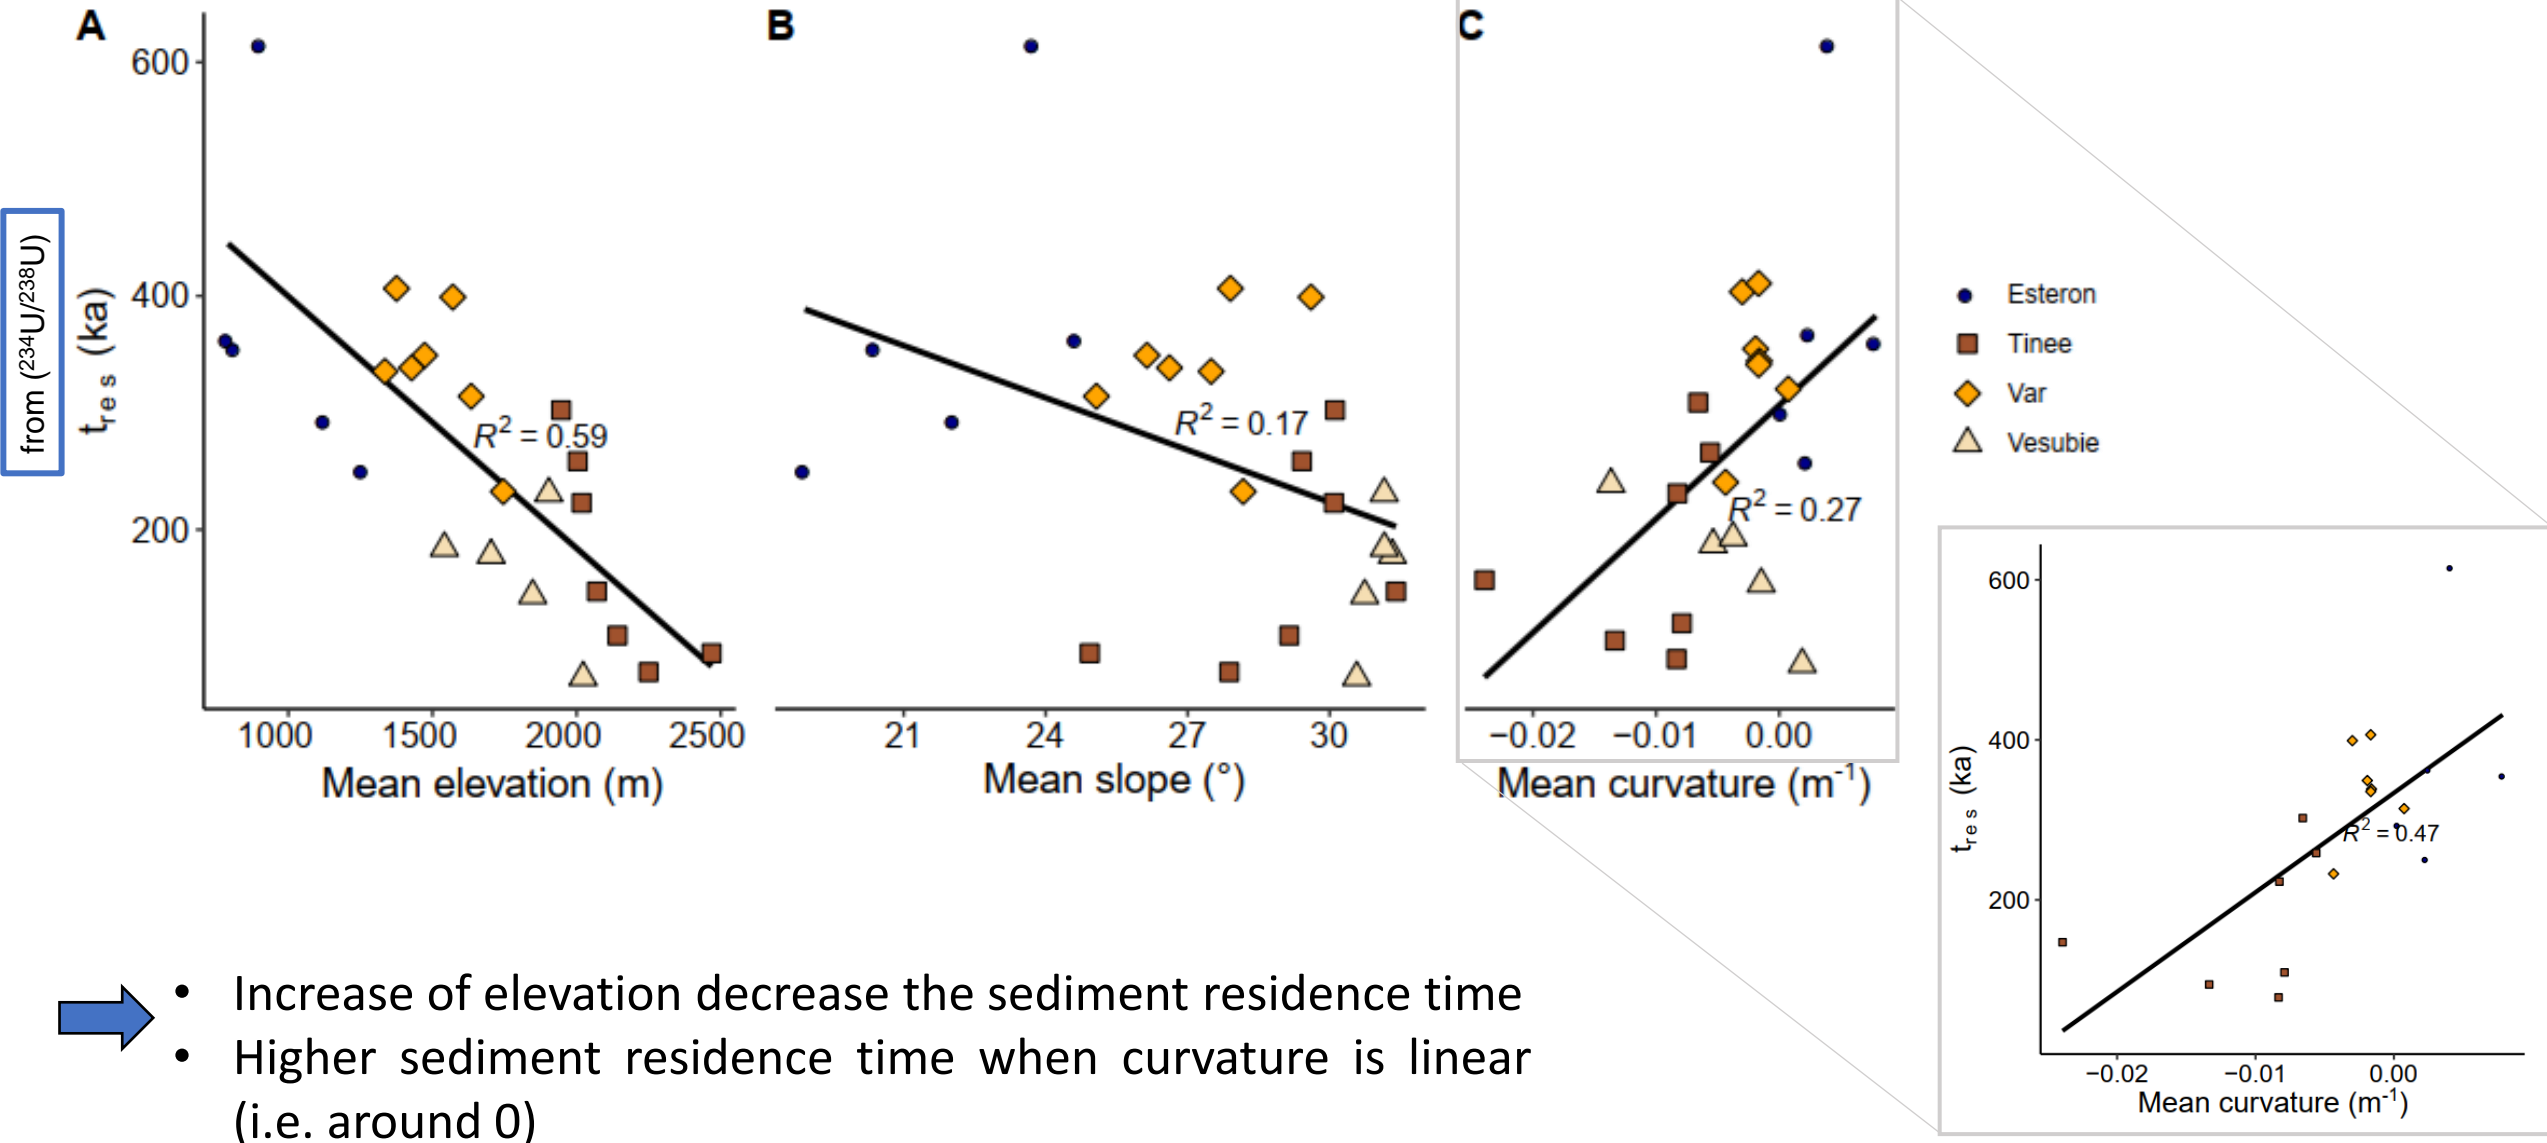 A
B
C
600
400
200
from (²³⁴U/²³⁸U)
t_res (ka)
R² = 0.59
R² = 0.17
R² = 0.27
1000 1500 2000 2500
21 24 27 30
−0.02 −0.01 0.00
Mean elevation (m)
Mean slope (°)
Mean curvature (m⁻¹)
Esteron
Tinee
Var
Vesubie
600
400
200
t_res (ka)
R² = 0.47
−0.02 −0.01 0.00
Mean curvature (m⁻¹)
• Increase of elevation decrease the sediment residence time
• Higher sediment residence time when curvature is linear
(i.e. around 0)